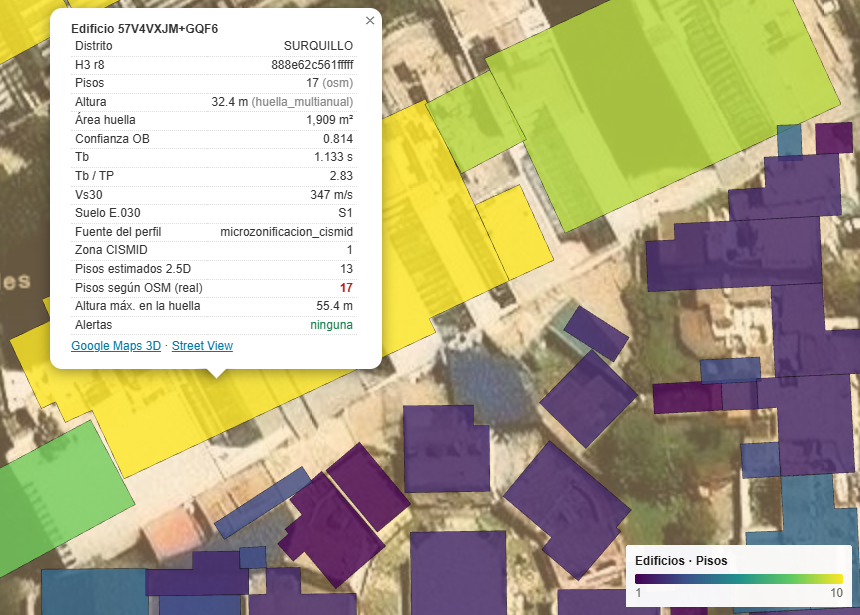 Edificio 57V4VXJM+GQF6
×
Distrito SURQUILLO
H3 r8 888e62c561fffff
Pisos 17 (osm)
Altura 32.4 m (huella_multianual)
Área huella 1,909 m²
Confianza OB 0.814
Tb 1.133 s
Tb / TP 2.83
Vs30 347 m/s
Suelo E.030 S1
Fuente del perfil microzonificacion_cismid
Zona CISMID 1
Pisos estimados 2.5D 13
Pisos según OSM (real) 17
Altura máx. en la huella 55.4 m
Alertas ninguna
Google Maps 3D · Street View
es
Edificios · Pisos
1 10